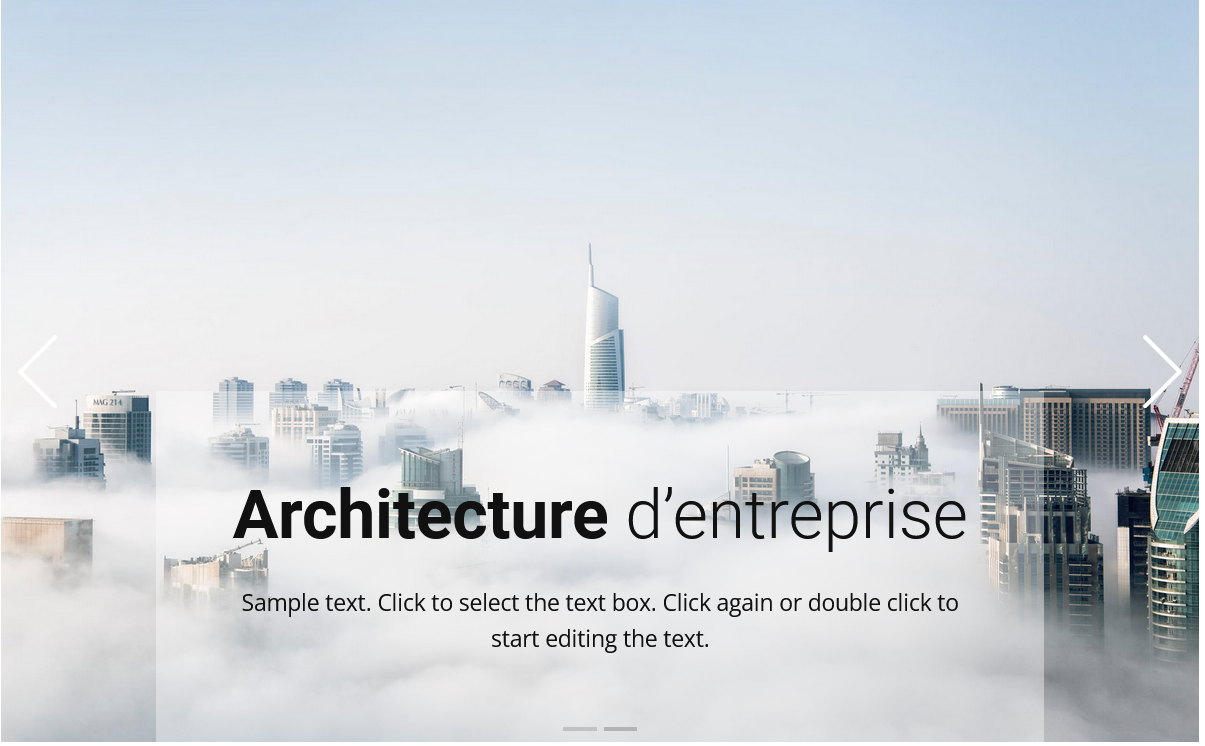 MAG 214
Architecture d’entreprise
Sample text. Click to select the text box. Click again or double click to
start editing the text.